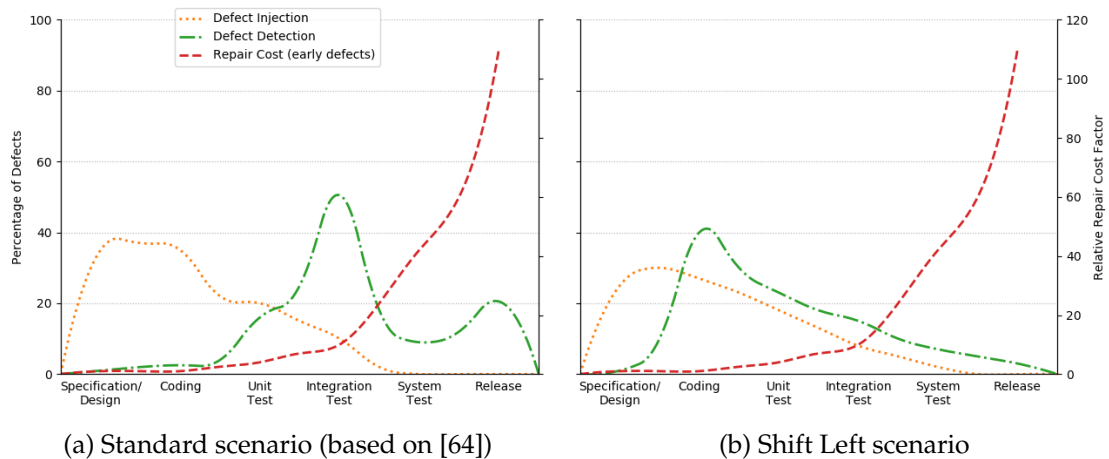 Defect Injection
Defect Detection
Repair Cost (early defects)
Percentage of Defects
100
80
60
40
20
0
Specification/
Design
Coding
Unit
Test
Integration
Test
System
Test
Release
(a) Standard scenario (based on [64])
Relative Repair Cost Factor
120
100
80
60
40
20
0
Specification/
Design
Coding
Unit
Test
Integration
Test
System
Test
Release
(b) Shift Left scenario